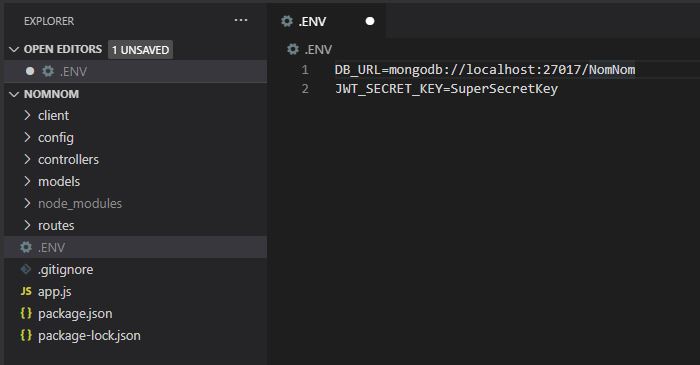 EXPLORER ...
OPEN EDITORS 1 UNSAVED
.ENV
NOMNOM
client
config
controllers
models
node_modules
routes
.ENV
.gitignore
JS app.js
{ } package.json
{ } package-lock.json
.ENV
.ENV
1 DB_URL=mongodb://localhost:27017/NomNom
2 JWT_SECRET_KEY=SuperSecretKey